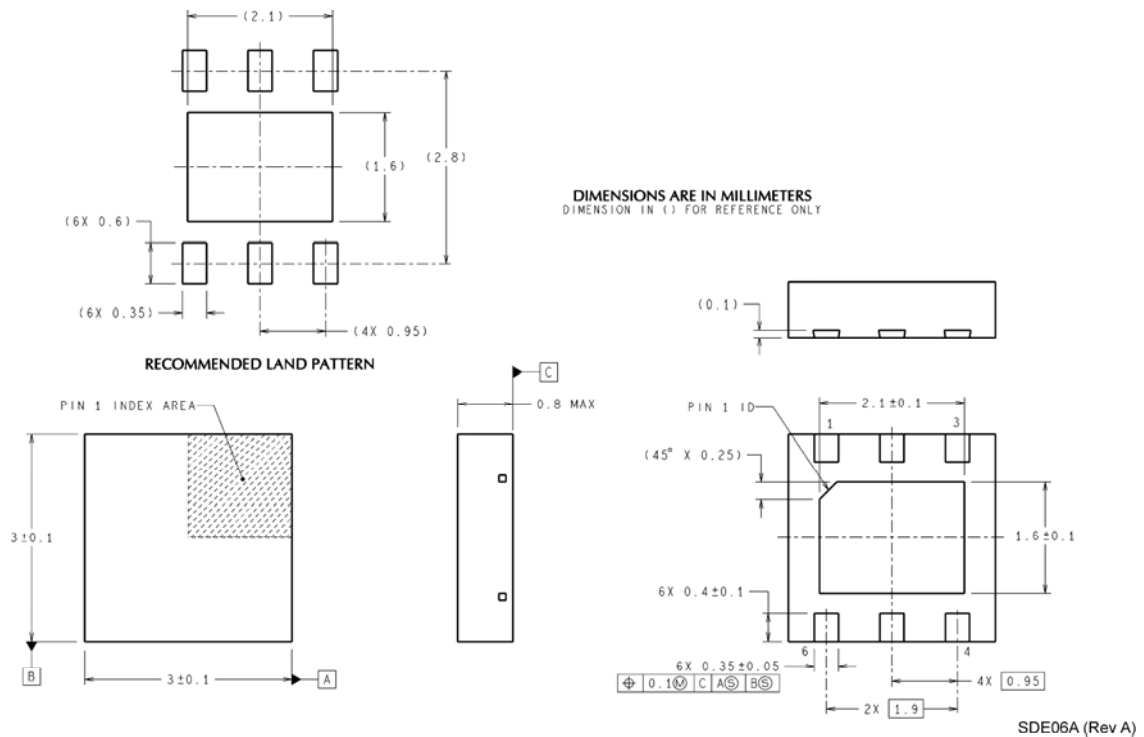 (2.1)
(1.6)
(2.8)
(6X 0.6)
(6X 0.35)
(4X 0.95)
RECOMMENDED LAND PATTERN
DIMENSIONS ARE IN MILLIMETERS
DIMENSION IN () FOR REFERENCE ONLY
(0.1)
PIN 1 INDEX AREA
3±0.1
B
3±0.1
A
C
0.8 MAX
PIN 1 ID
2.1±0.1
1
3
(45° X 0.25)
1.6±0.1
6X 0.4±0.1
6
4
6X 0.35±0.05
⌖ 0.1Ⓜ C AⓈ BⓈ
4X 0.95
2X 1.9
SDE06A (Rev A)